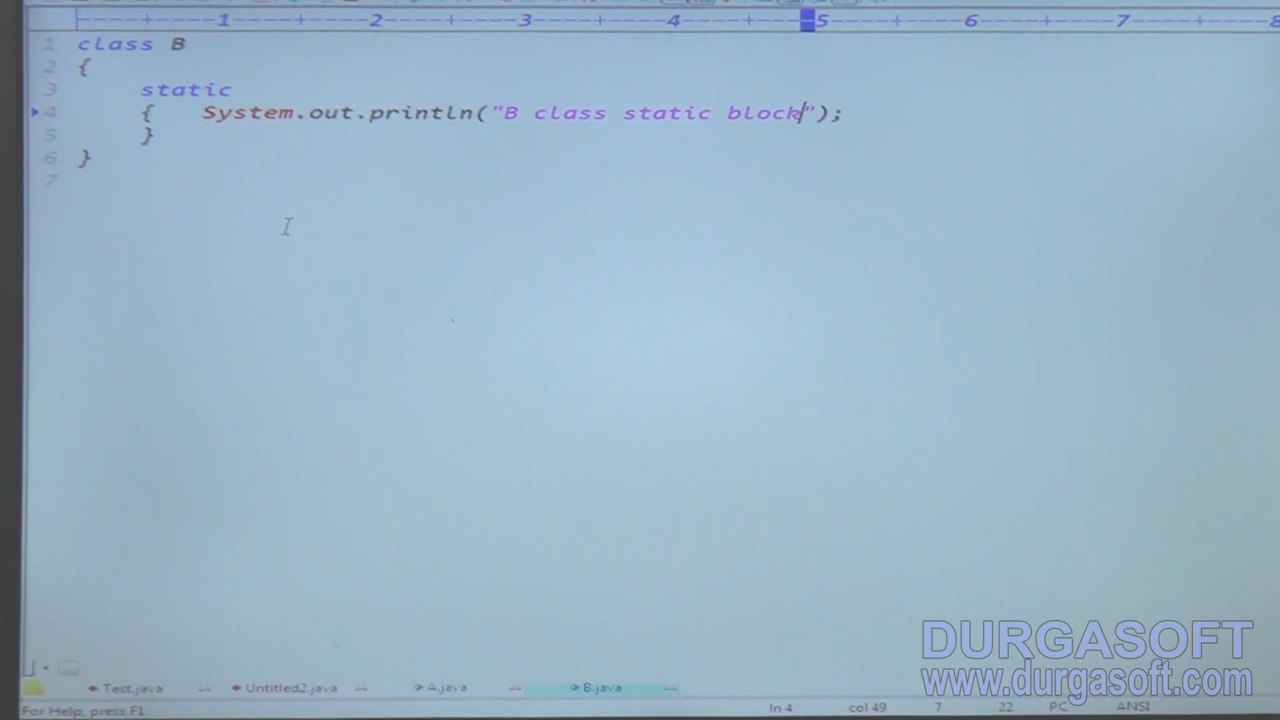 ----+----1----+----2----+----3----+----4----+----5----+----6----+----7----+----8
1 class B
2 {
3 static
4 { System.out.println("B class static block");
5 }
6 }
7
Test.java Untitled2.java A.java B.java
For Help, press F1 ln 4 col 49 7 22 PC ANSI
DURGASOFT
www.durgasoft.com